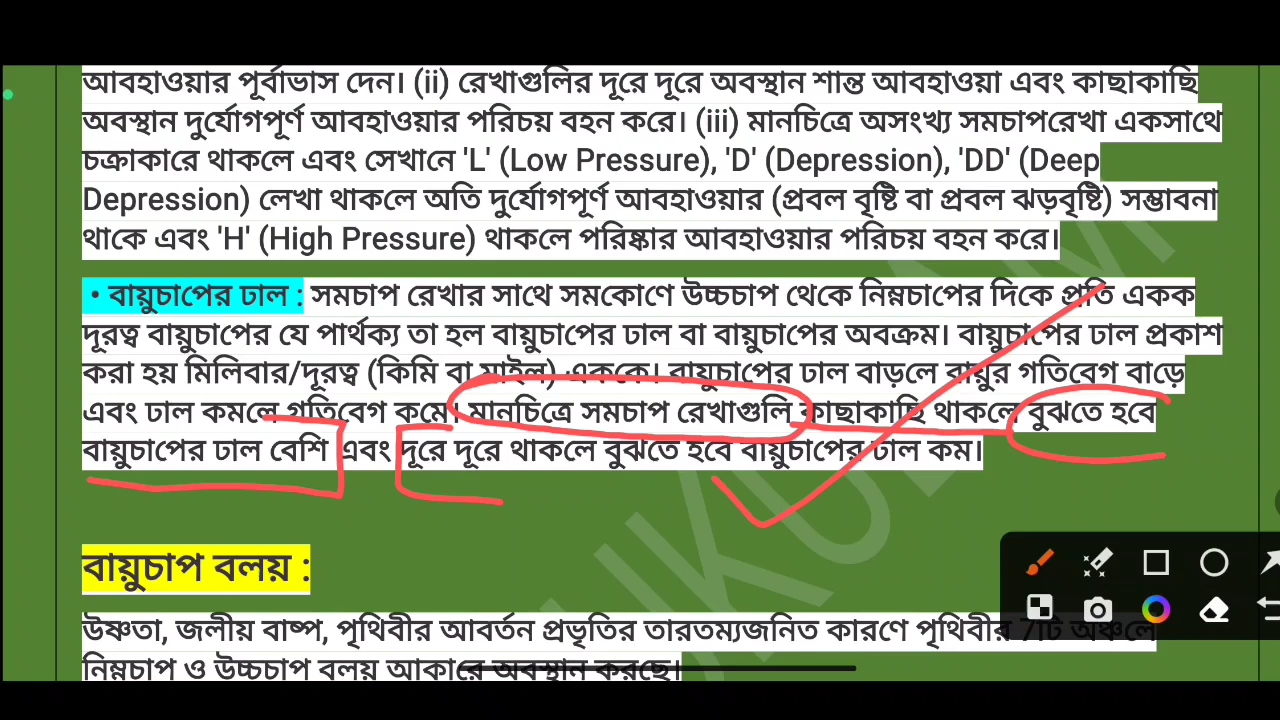 আবহাওয়ার পূর্বাভাস দেন। (ii) রেখাগুলির দূরে দূরে অবস্থান শান্ত আবহাওয়া এবং কাছাকাছি
অবস্থান দুর্যোগপূর্ণ আবহাওয়ার পরিচয় বহন করে। (iii) মানচিত্রে অসংখ্য সমচাপরেখা একসাথে
চক্রাকারে থাকলে এবং সেখানে 'L' (Low Pressure), 'D' (Depression), 'DD' (Deep
Depression) লেখা থাকলে অতি দুর্যোগপূর্ণ আবহাওয়ার (প্রবল বৃষ্টি বা প্রবল ঝড়বৃষ্টি) সম্ভাবনা
থাকে এবং 'H' (High Pressure) থাকলে পরিষ্কার আবহাওয়ার পরিচয় বহন করে।
• বায়ুচাপের ঢাল : সমচাপ রেখার সাথে সমকোণে উচ্চচাপ থেকে নিম্নচাপের দিকে প্রতি একক
দূরত্ব বায়ুচাপের যে পার্থক্য তা হল বায়ুচাপের ঢাল বা বায়ুচাপের অবক্রম। বায়ুচাপের ঢাল প্রকাশ
করা হয় মিলিবার/দূরত্ব (কিমি বা মাইল) এককে। বায়ুচাপের ঢাল বাড়লে বায়ুর গতিবেগ বাড়ে
এবং ঢাল কমলে গতিবেগ কমে। মানচিত্রে সমচাপ রেখাগুলি কাছাকাছি থাকলে বুঝতে হবে
বায়ুচাপের ঢাল বেশি এবং দূরে দূরে থাকলে বুঝতে হবে বায়ুচাপের ঢাল কম।
বায়ুচাপ বলয় :
উষ্ণতা, জলীয় বাষ্প, পৃথিবীর আবর্তন প্রভৃতির তারতম্যজনিত কারণে পৃথিবীর 7টি অঞ্চলে
নিম্নচাপ ও উচ্চচাপ বলয় আকারে অবস্থান করছে।